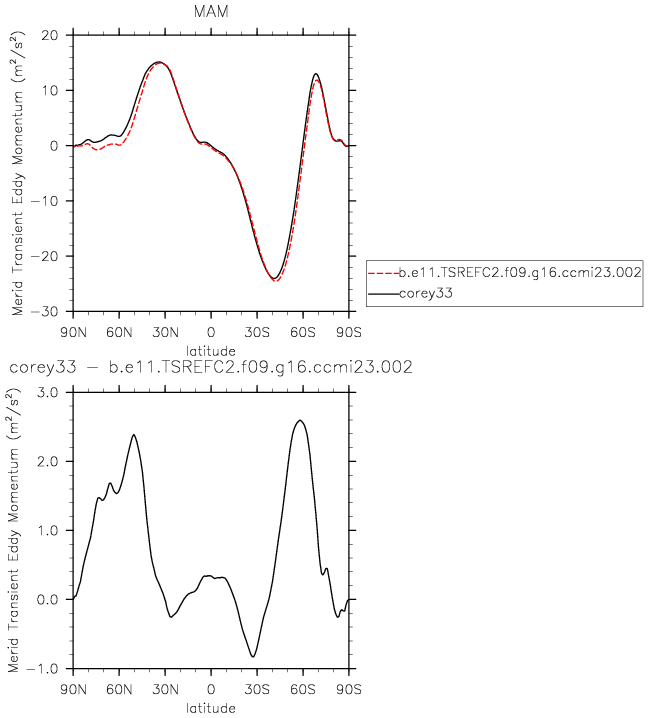 MAM
Merid Transient Eddy Momentum (m²/s²)
20
10
0
−10
−20
−30
90N 60N 30N 0 30S 60S 90S
latitude
b.e11.TSREFC2.f09.g16.ccmi23.002
corey33
corey33 − b.e11.TSREFC2.f09.g16.ccmi23.002
Merid Transient Eddy Momentum (m²/s²)
3.0
2.0
1.0
0.0
−1.0
90N 60N 30N 0 30S 60S 90S
latitude